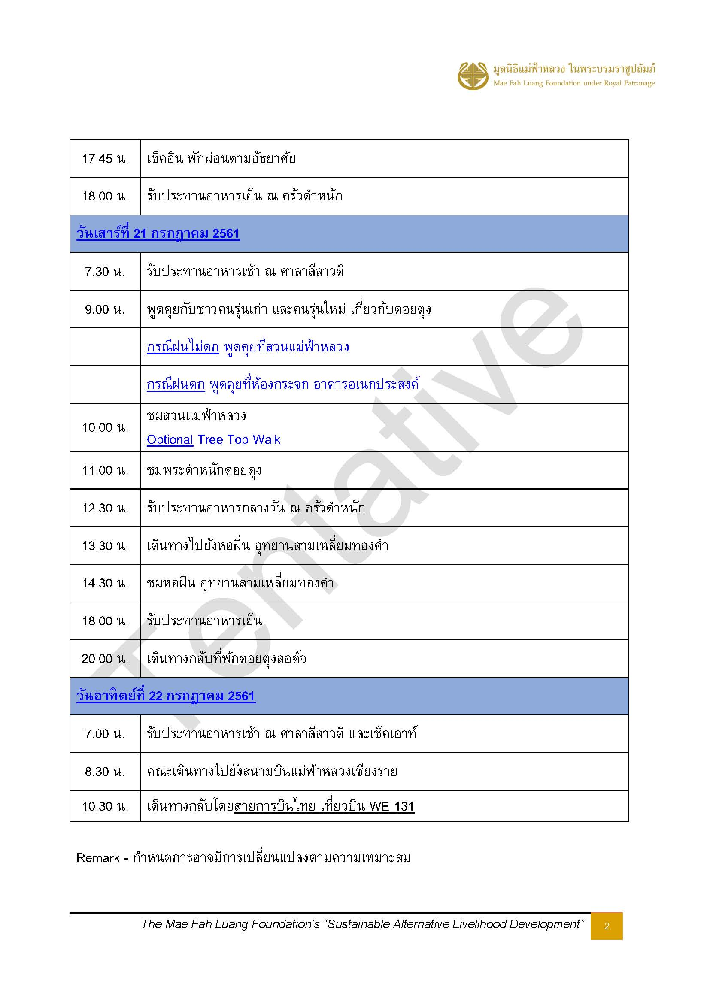 มูลนิธิแม่ฟ้าหลวง ในพระบรมราชูปถัมภ์
Mae Fah Luang Foundation under Royal Patronage
17.45 น. เช็คอิน พักผ่อนตามอัธยาศัย
18.00 น. รับประทานอาหารเย็น ณ ครัวตำหนัก
วันเสาร์ที่ 21 กรกฎาคม 2561
7.30 น. รับประทานอาหารเช้า ณ ศาลาลีลาวดี
9.00 น. พูดคุยกับชาวคนรุ่นเก่า และคนรุ่นใหม่ เกี่ยวกับดอยตุง
กรณีฝนไม่ตก พูดคุยที่สวนแม่ฟ้าหลวง
กรณีฝนตก พูดคุยที่ห้องกระจก อาคารอเนกประสงค์
10.00 น. ชมสวนแม่ฟ้าหลวง
Optional Tree Top Walk
11.00 น. ชมพระตำหนักดอยตุง
12.30 น. รับประทานอาหารกลางวัน ณ ครัวตำหนัก
13.30 น. เดินทางไปยังหอฝิ่น อุทยานสามเหลี่ยมทองคำ
14.30 น. ชมหอฝิ่น อุทยานสามเหลี่ยมทองคำ
18.00 น. รับประทานอาหารเย็น
20.00 น. เดินทางกลับที่พักดอยตุงลอด์จ
วันอาทิตย์ที่ 22 กรกฎาคม 2561
7.00 น. รับประทานอาหารเช้า ณ ศาลาลีลาวดี และเช็คเอาท์
8.30 น. คณะเดินทางไปยังสนามบินแม่ฟ้าหลวงเชียงราย
10.30 น. เดินทางกลับโดยสายการบินไทย เที่ยวบิน WE 131
Tentative
Remark - กำหนดการอาจมีการเปลี่ยนแปลงตามความเหมาะสม
The Mae Fah Luang Foundation’s “Sustainable Alternative Livelihood Development” 2